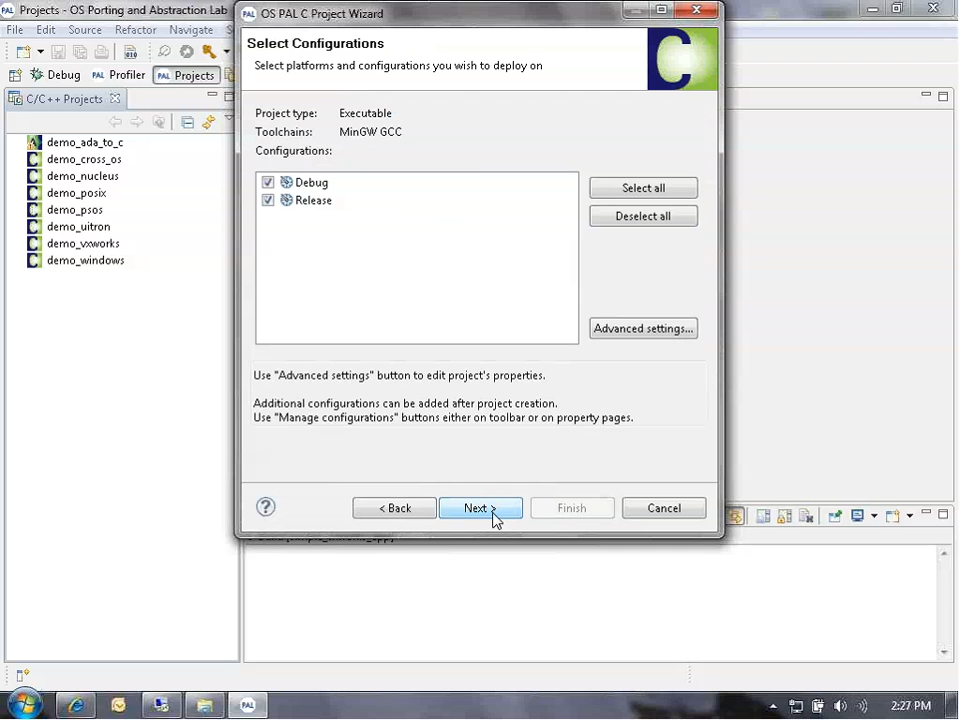 Projects - OS Porting and Abstraction Lab
File Edit Source Refactor Navigate
Debug PAL Profiler PAL Projects
C/C++ Projects
demo_ada_to_c
demo_cross_os
demo_nucleus
demo_posix
demo_psos
demo_uitron
demo_vxworks
demo_windows
PAL OS PAL C Project Wizard
Select Configurations
Select platforms and configurations you wish to deploy on
Project type: Executable
Toolchains: MinGW GCC
Configurations:
Debug
Release
Select all
Deselect all
Advanced settings...
Use "Advanced settings" button to edit project's properties.
Additional configurations can be added after project creation.
Use "Manage configurations" buttons either on toolbar or on property pages.
< Back Next > Finish Cancel
PAL
2:27 PM